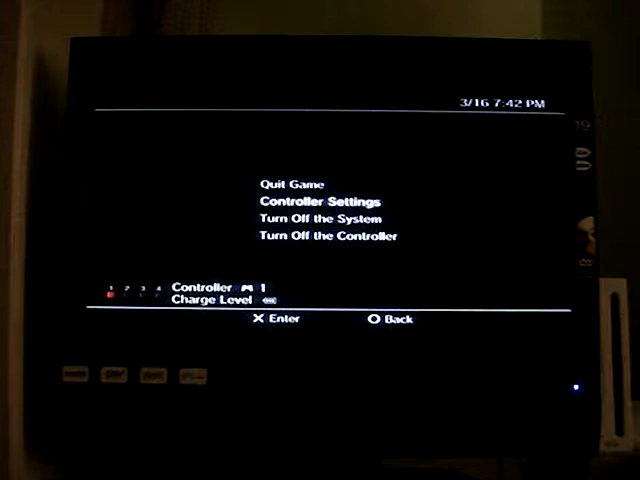 3/16 7:42 PM
Quit Game
Controller Settings
Turn Off the System
Turn Off the Controller
1 2 3 4
Controller 1
Charge Level
X Enter
O Back